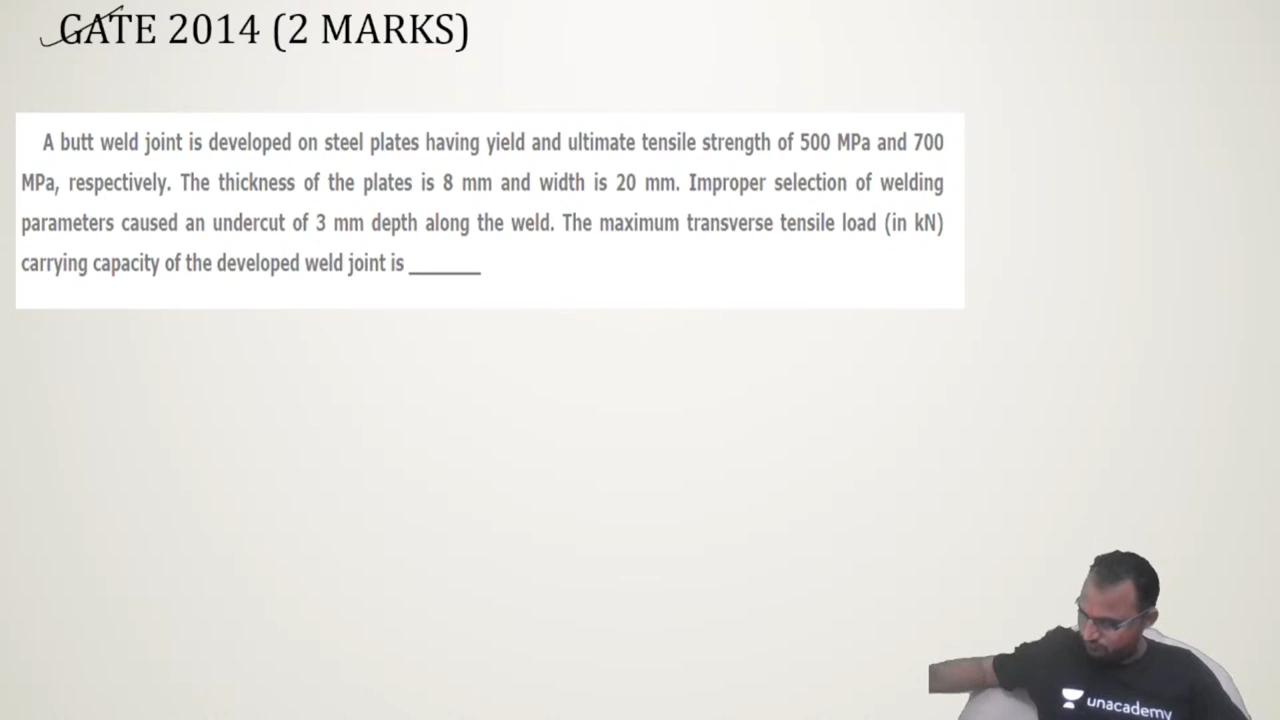 GATE 2014 (2 MARKS)
A butt weld joint is developed on steel plates having yield and ultimate tensile strength of 500 MPa and 700
MPa, respectively. The thickness of the plates is 8 mm and width is 20 mm. Improper selection of welding
parameters caused an undercut of 3 mm depth along the weld. The maximum transverse tensile load (in kN)
carrying capacity of the developed weld joint is ________
unacademy